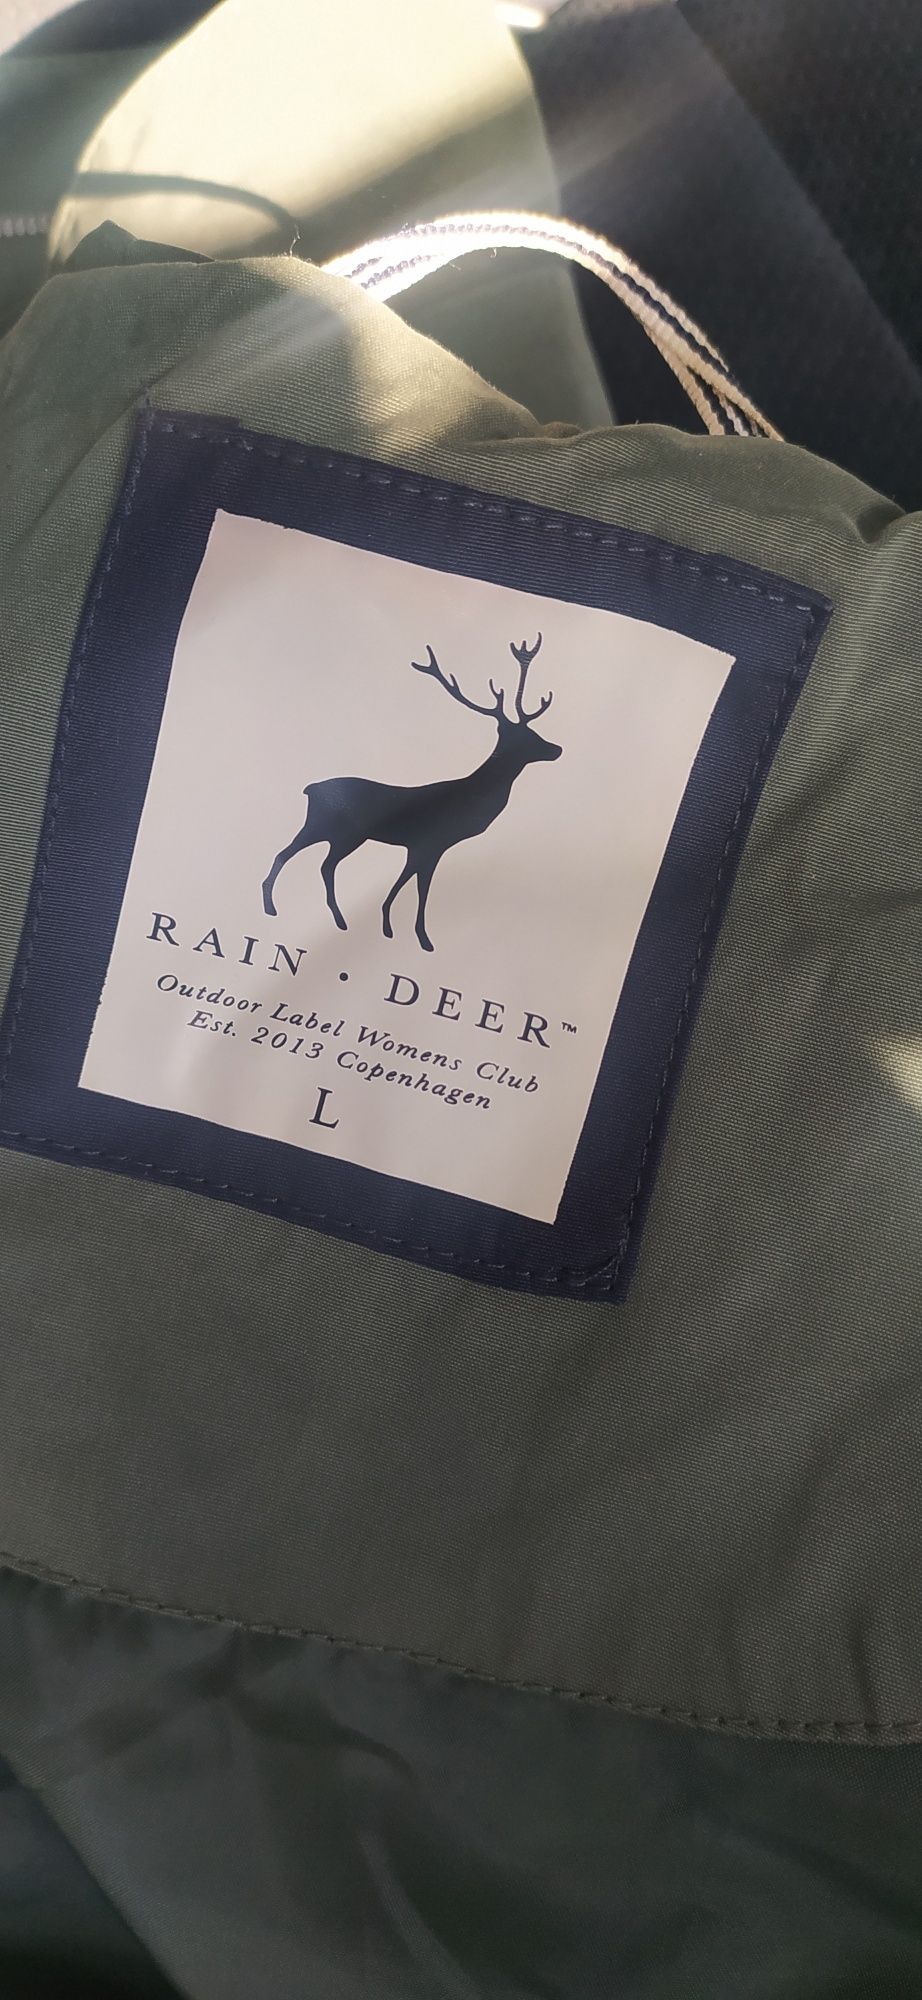 RAIN · DEER™
Outdoor Label Womens Club
Est. 2013 Copenhagen
L